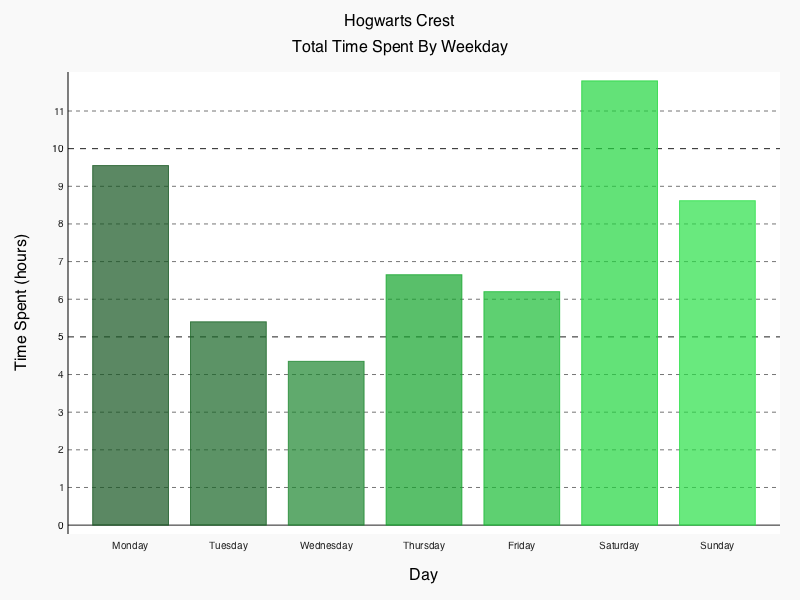 Hogwarts Crest
Total Time Spent By Weekday
Time Spent (hours)
11
10
9
8
7
6
5
4
3
2
1
0
Monday Tuesday Wednesday Thursday Friday Saturday Sunday
Day